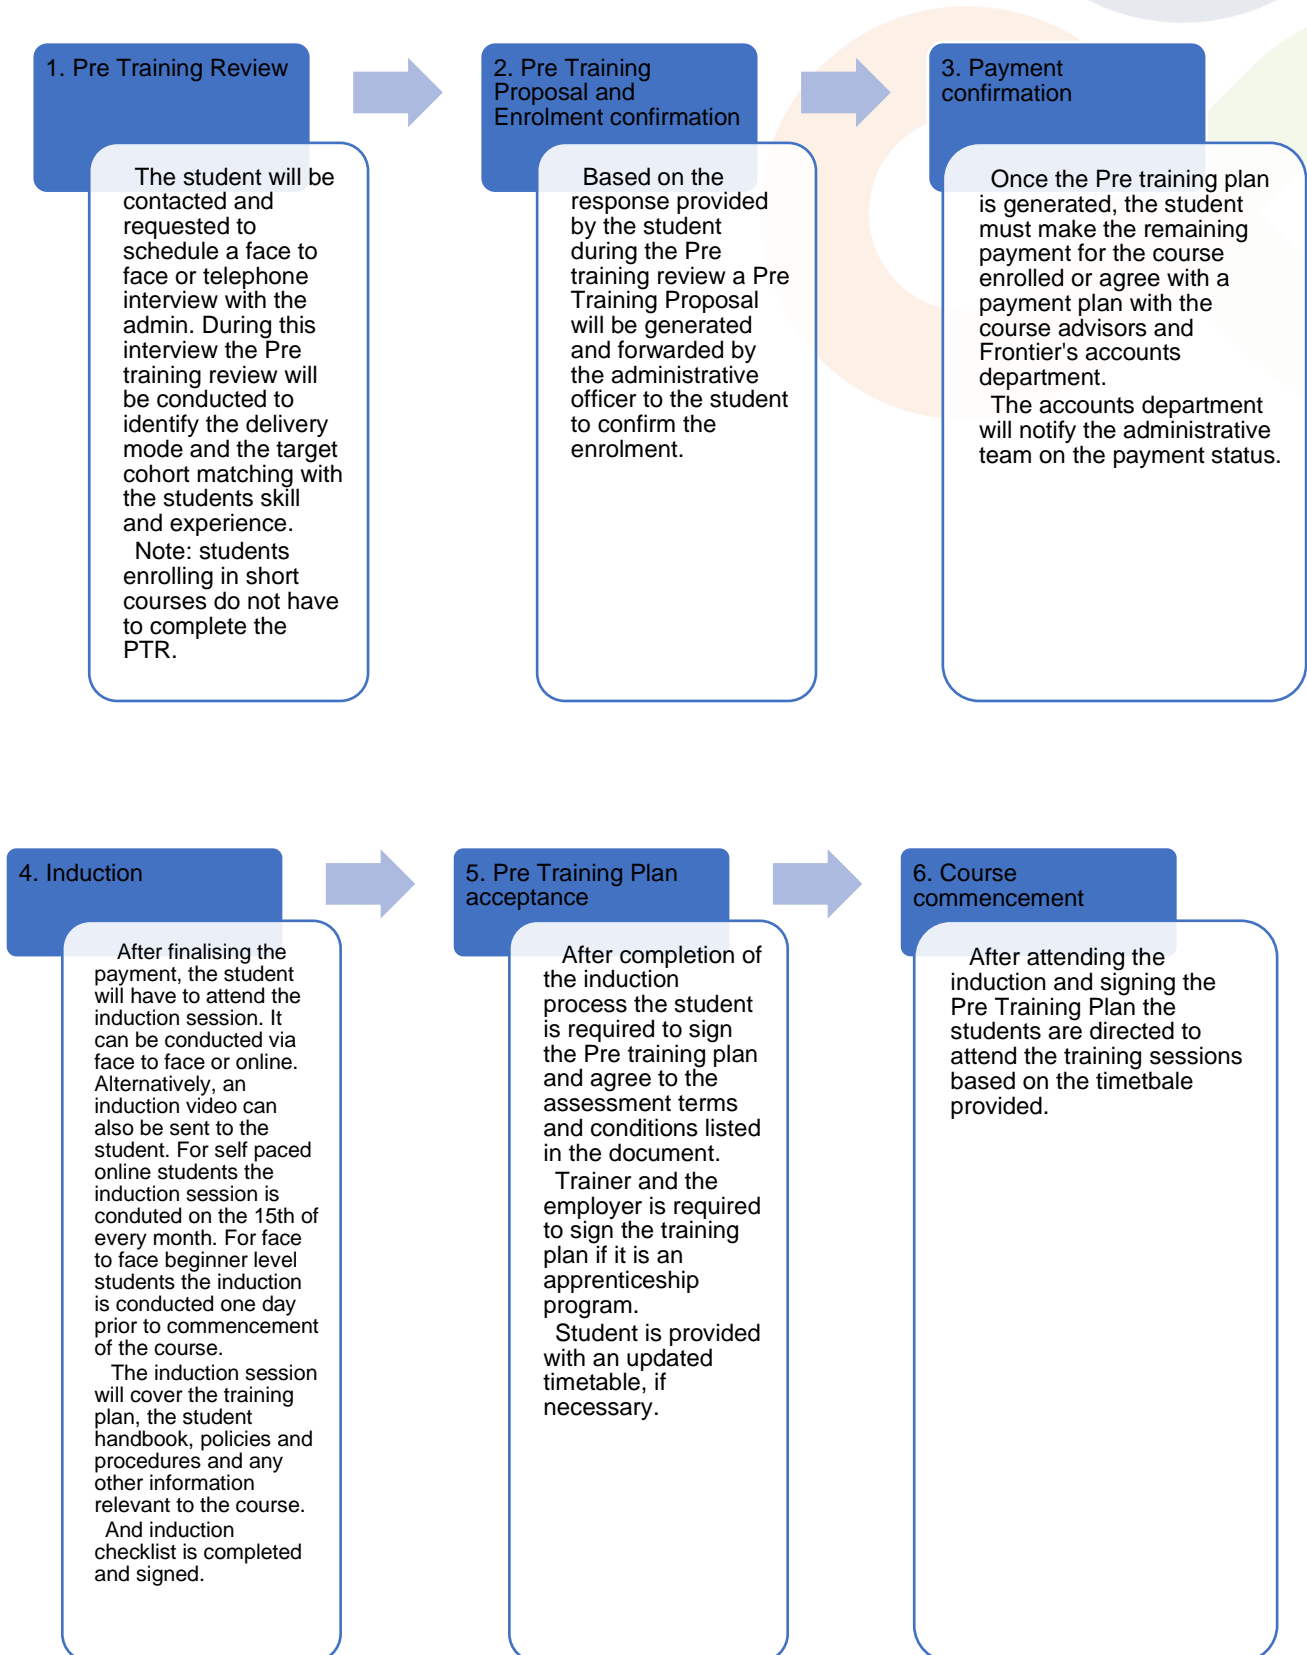 1. Pre Training Review
The student will be
contacted and
requested to
schedule a face to
face or telephone
interview with the
admin. During this
interview the Pre
training review will
be conducted to
identify the delivery
mode and the target
cohort matching with
the students skill
and experience.
Note: students
enrolling in short
courses do not have
to complete the
PTR.
2. Pre Training
Proposal and
Enrolment confirmation
Based on the
response provided
by the student
during the Pre
training review a Pre
Training Proposal
will be generated
and forwarded by
the administrative
officer to the student
to confirm the
enrolment.
3. Payment
confirmation
Once the Pre training plan
is generated, the student
must make the remaining
payment for the course
enrolled or agree with a
payment plan with the
course advisors and
Frontier's accounts
department.
The accounts department
will notify the administrative
team on the payment status.
4. Induction
After finalising the
payment, the student
will have to attend the
induction session. It
can be conducted via
face to face or online.
Alternatively, an
induction video can
also be sent to the
student. For self paced
online students the
induction session is
conduted on the 15th of
every month. For face
to face beginner level
students the induction
is conducted one day
prior to commencement
of the course.
The induction session
will cover the training
plan, the student
handbook, policies and
procedures and any
other information
relevant to the course.
And induction
checklist is completed
and signed.
5. Pre Training Plan
acceptance
After completion of
the induction
process the student
is required to sign
the Pre training plan
and agree to the
assessment terms
and conditions listed
in the document.
Trainer and the
employer is required
to sign the training
plan if it is an
apprenticeship
program.
Student is provided
with an updated
timetable, if
necessary.
6. Course
commencement
After attending the
induction and signing the
Pre Training Plan the
students are directed to
attend the training sessions
based on the timetbale
provided.